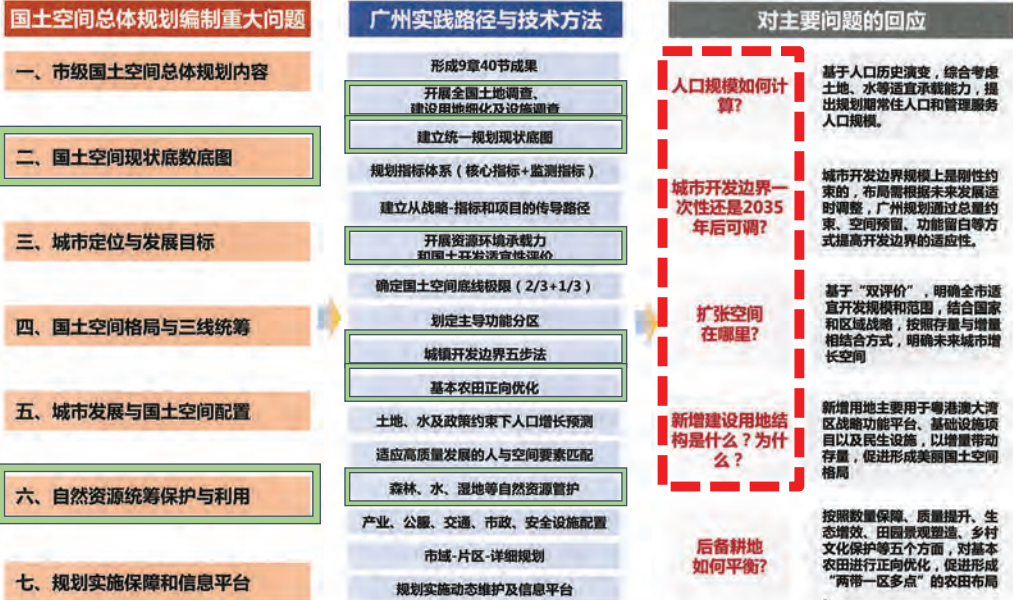 国土空间总体规划编制重大问题
一、市级国土空间总体规划内容
二、国土空间现状底数底图
三、城市定位与发展目标
四、国土空间格局与三线统筹
五、城市发展与国土空间配置
六、自然资源统筹保护与利用
七、规划实施保障和信息平台
广州实践路径与技术方法
形成9章40节成果
开展全国土地调查、
建设用地细化及设施调查
建立统一规划现状底图
规划指标体系（核心指标+监测指标）
建立从战略-指标和项目的传导路径
开展资源环境承载力
和国土开发适宜性评价
确定国土空间底线极限（2/3+1/3）
划定主导功能分区
城镇开发边界五步法
基本农田正向优化
土地、水及政策约束下人口增长预测
适应高质量发展的人与空间要素匹配
森林、水、湿地等自然资源管护
产业、公服、交通、市政、安全设施配置
市域-片区-详细规划
规划实施动态维护及信息平台
对主要问题的回应
人口规模如何计
算?
基于人口历史演变，综合考虑
土地、水等适宜承载能力，提
出规划期常住人口和管理服务
人口规模。
城市开发边界一
次性还是2035
年后可调?
城市开发边界规模上是刚性约
束的，布局需根据未来发展适
时调整，广州规划通过总量约
束、空间预留、功能留白等方
式提高开发边界的适应性。
扩张空间
在哪里?
基于“双评价”，明确全市适
宜开发规模和范围，结合国家
和区域战略，按照存量与增量
相结合方式，明确未来城市增
长空间
新增建设用地结
构是什么？为什
么？
新增用地主要用于粤港澳大湾
区战略功能平台、基础设施项
目以及民生设施，以增量带动
存量，促进形成美丽国土空间
格局
后备耕地
如何平衡?
按照数量保障、质量提升、生
态增效、田园景观塑造、乡村
文化保护等五个方面，对基本
农田进行正向优化，促进形成
“两带一区多点”的农田布局